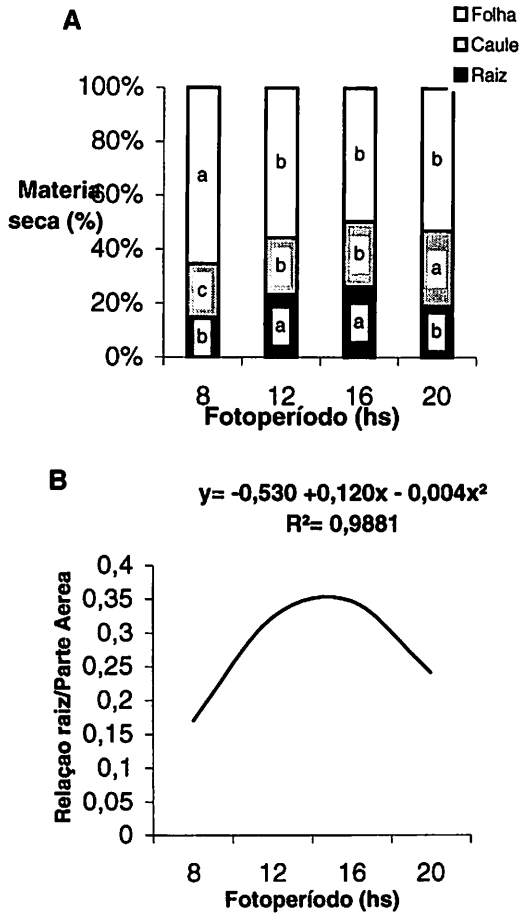 A
Folha
Caule
Raiz
100%
80%
60%
40%
20%
0%
Materia
seca (%)
a b b b
c b b a
b a a b
8 12 16 20
Fotoperíodo (hs)
B
y= -0,530 +0,120x - 0,004x²
R²= 0,9881
0,4
0,35
0,3
0,25
0,2
0,15
0,1
0,05
0
Relaçao raiz/Parte Aerea
8 12 16 20
Fotoperíodo (hs)